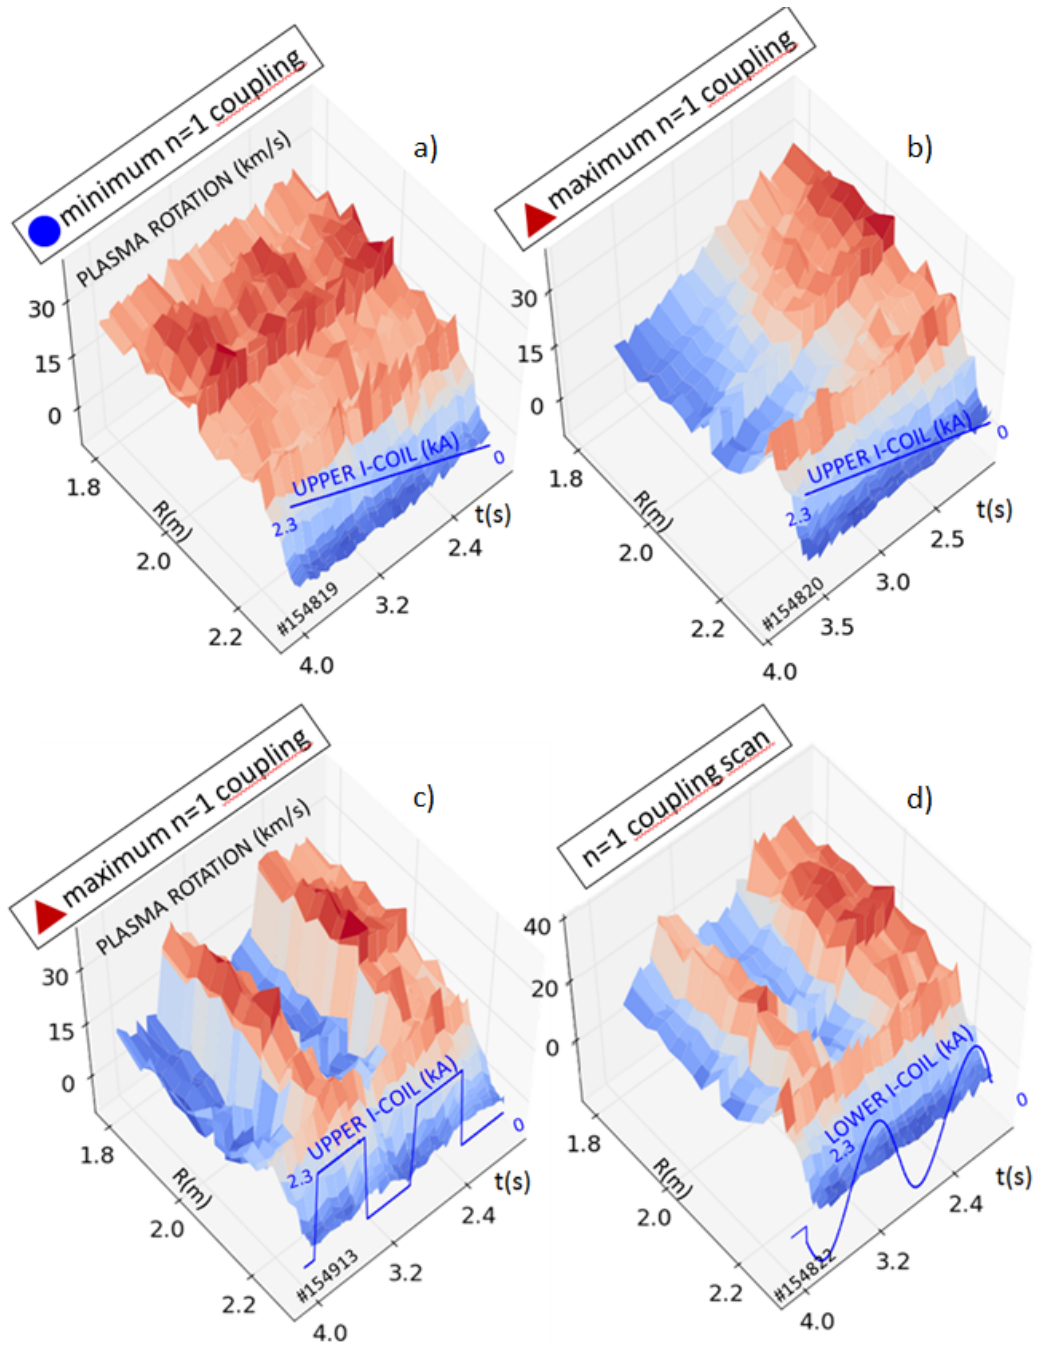 minimum n=1 coupling
a)
PLASMA ROTATION (km/s)
30
15
0
1.8
2.0
2.2
R(m)
UPPER I-COIL (kA)
0
2.3
t(s)
2.4
3.2
4.0
#154819
maximum n=1 coupling
b)
30
15
0
1.8
2.0
2.2
R(m)
UPPER I-COIL (kA)
0
2.3
t(s)
2.5
3.0
3.5
4.0
#154820
maximum n=1 coupling
c)
PLASMA ROTATION (km/s)
30
15
0
1.8
2.0
2.2
R(m)
UPPER I-COIL (kA)
0
2.3
t(s)
2.4
3.2
4.0
#154913
n=1 coupling scan
d)
40
20
0
1.8
2.0
2.2
R(m)
LOWER I-COIL (kA)
0
2.3
t(s)
2.4
3.2
4.0
#154822